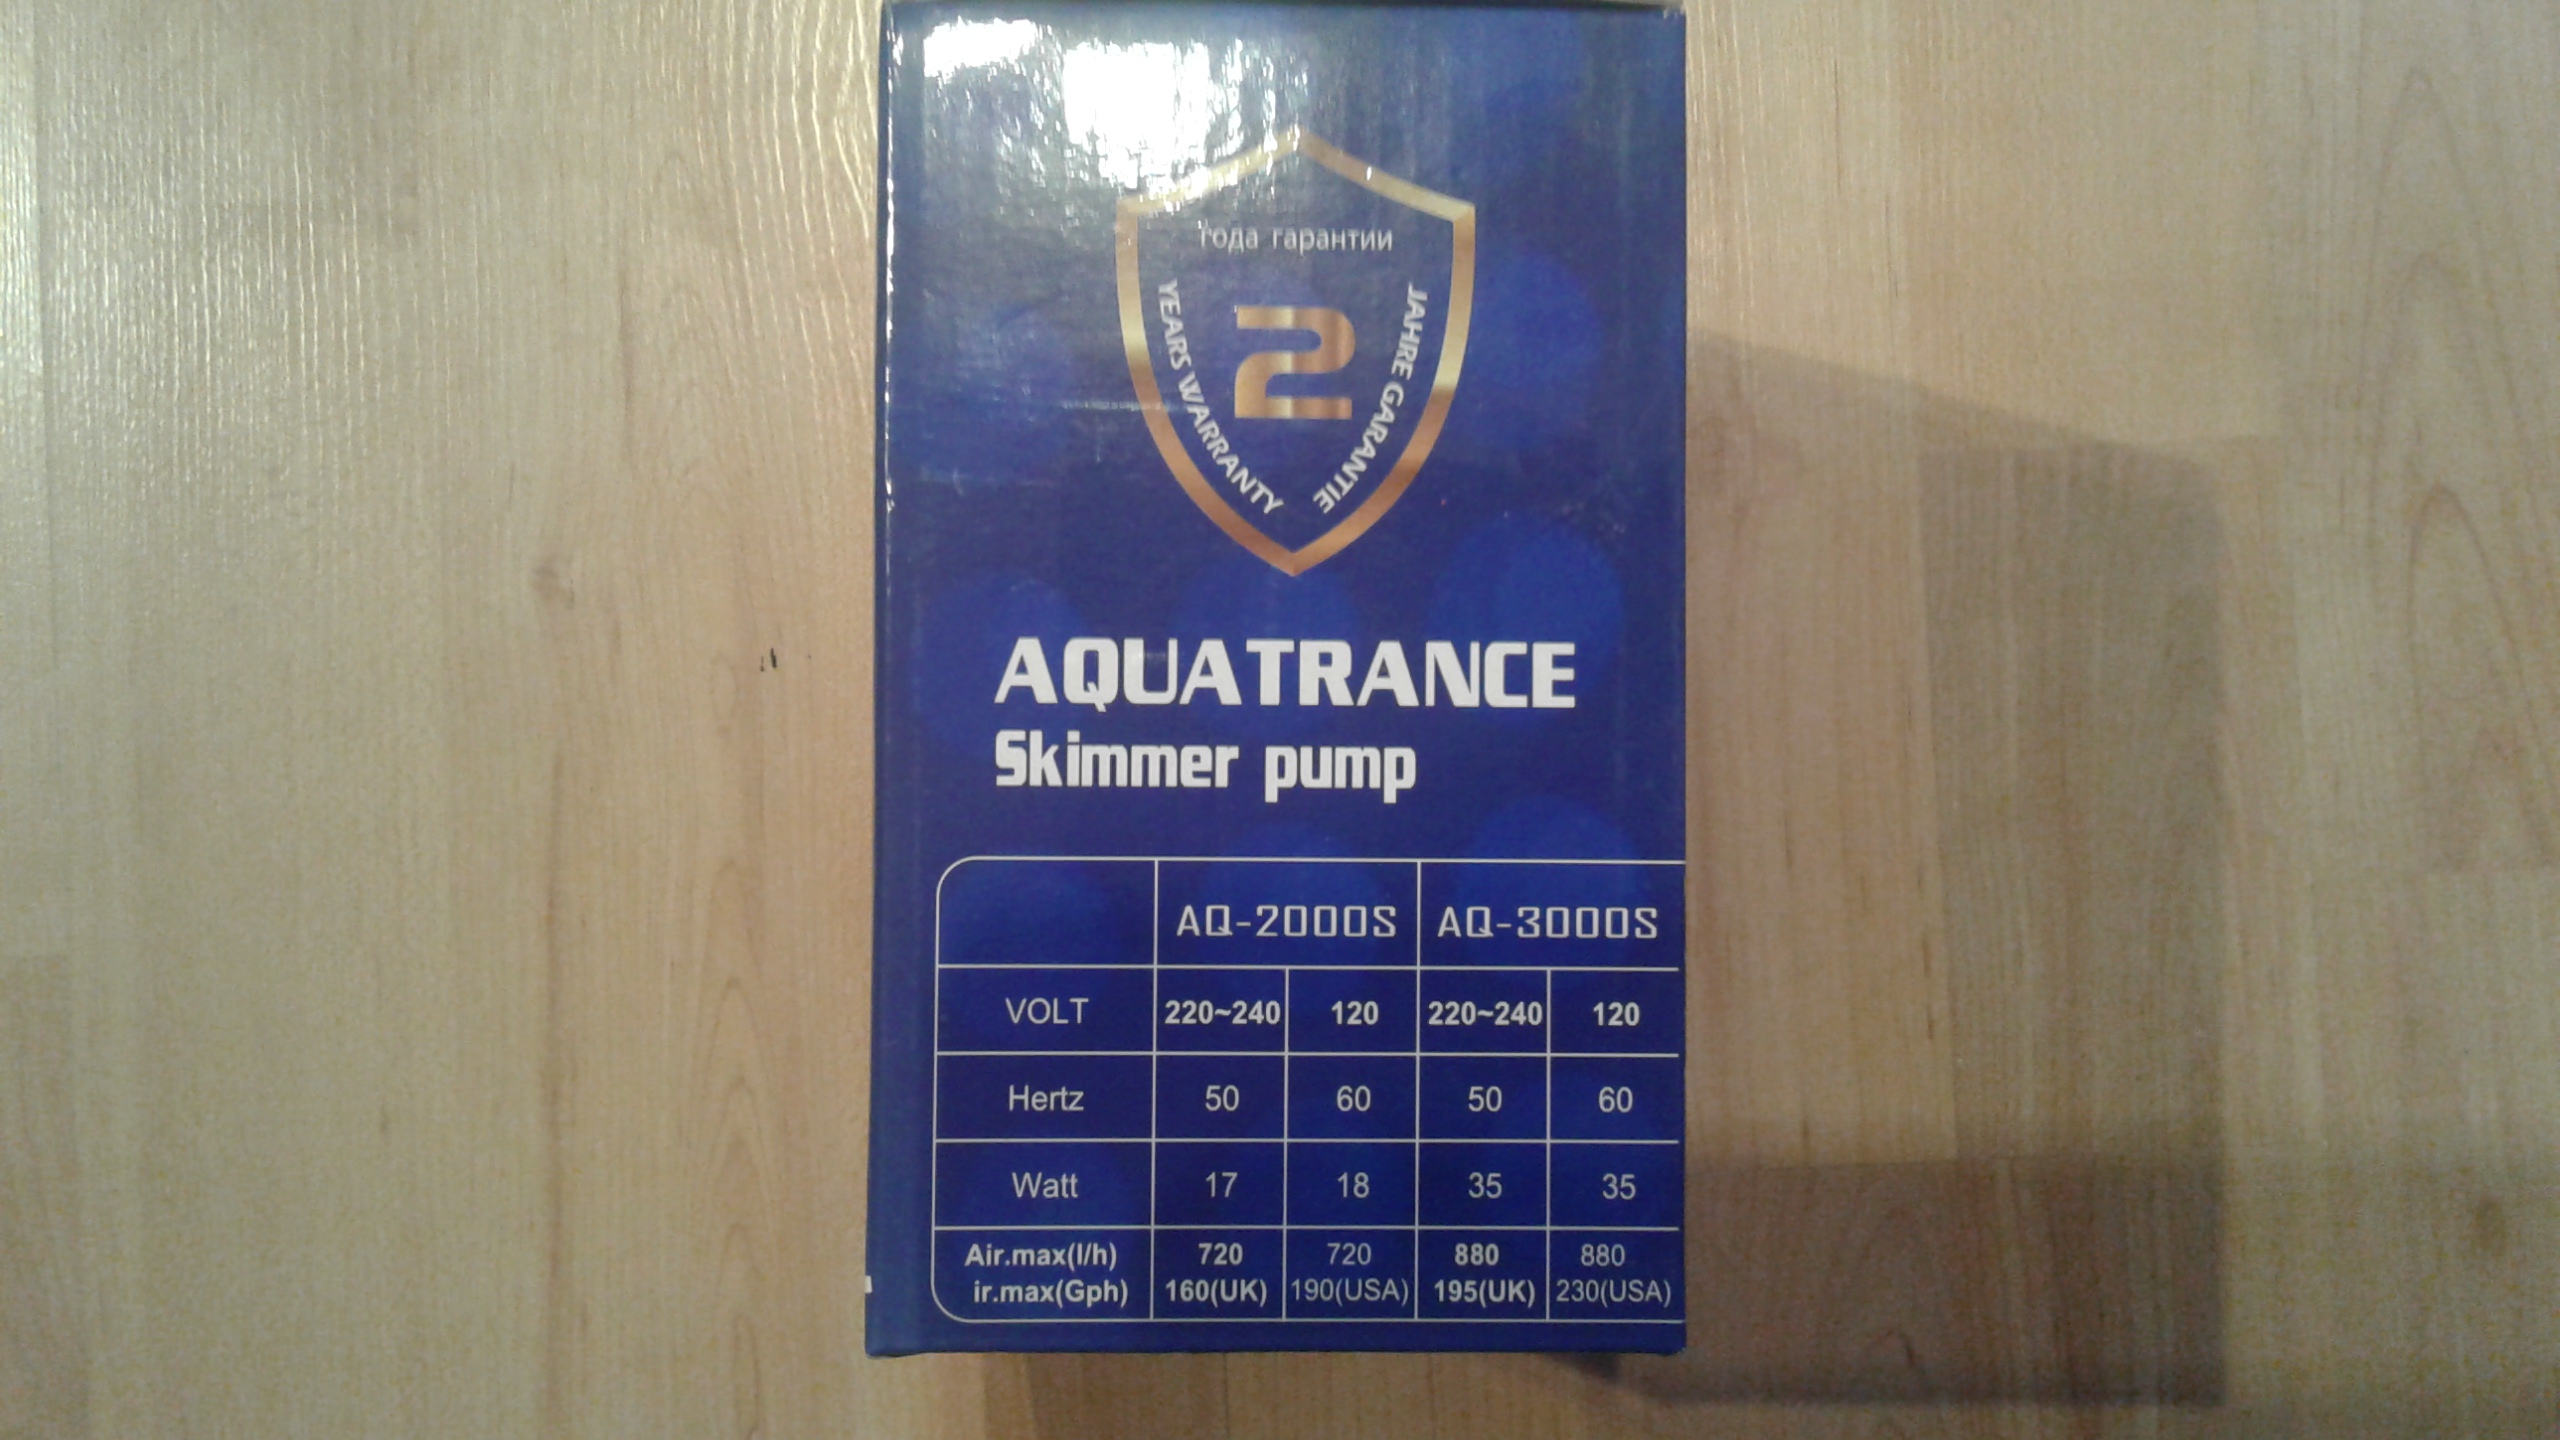 года гарантии
2
YEARS WARRANTY
JAHRE GARANTIE
AQUATRANCE
Skimmer pump
AQ-2000S AQ-3000S
VOLT 220~240 120 220~240 120
Hertz 50 60 50 60
Watt 17 18 35 35
Air.max(l/h) 720 720 880 880
ir.max(Gph) 160(UK) 190(USA) 195(UK) 230(USA)